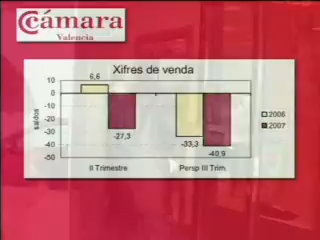 Cámara
Valencia
Xifres de venda
saldos
10
0
-10
-20
-30
-40
-50
6,6
-27,3
-33,3
-40,9
II Trimestre
Persp III Trim.
2006
2007